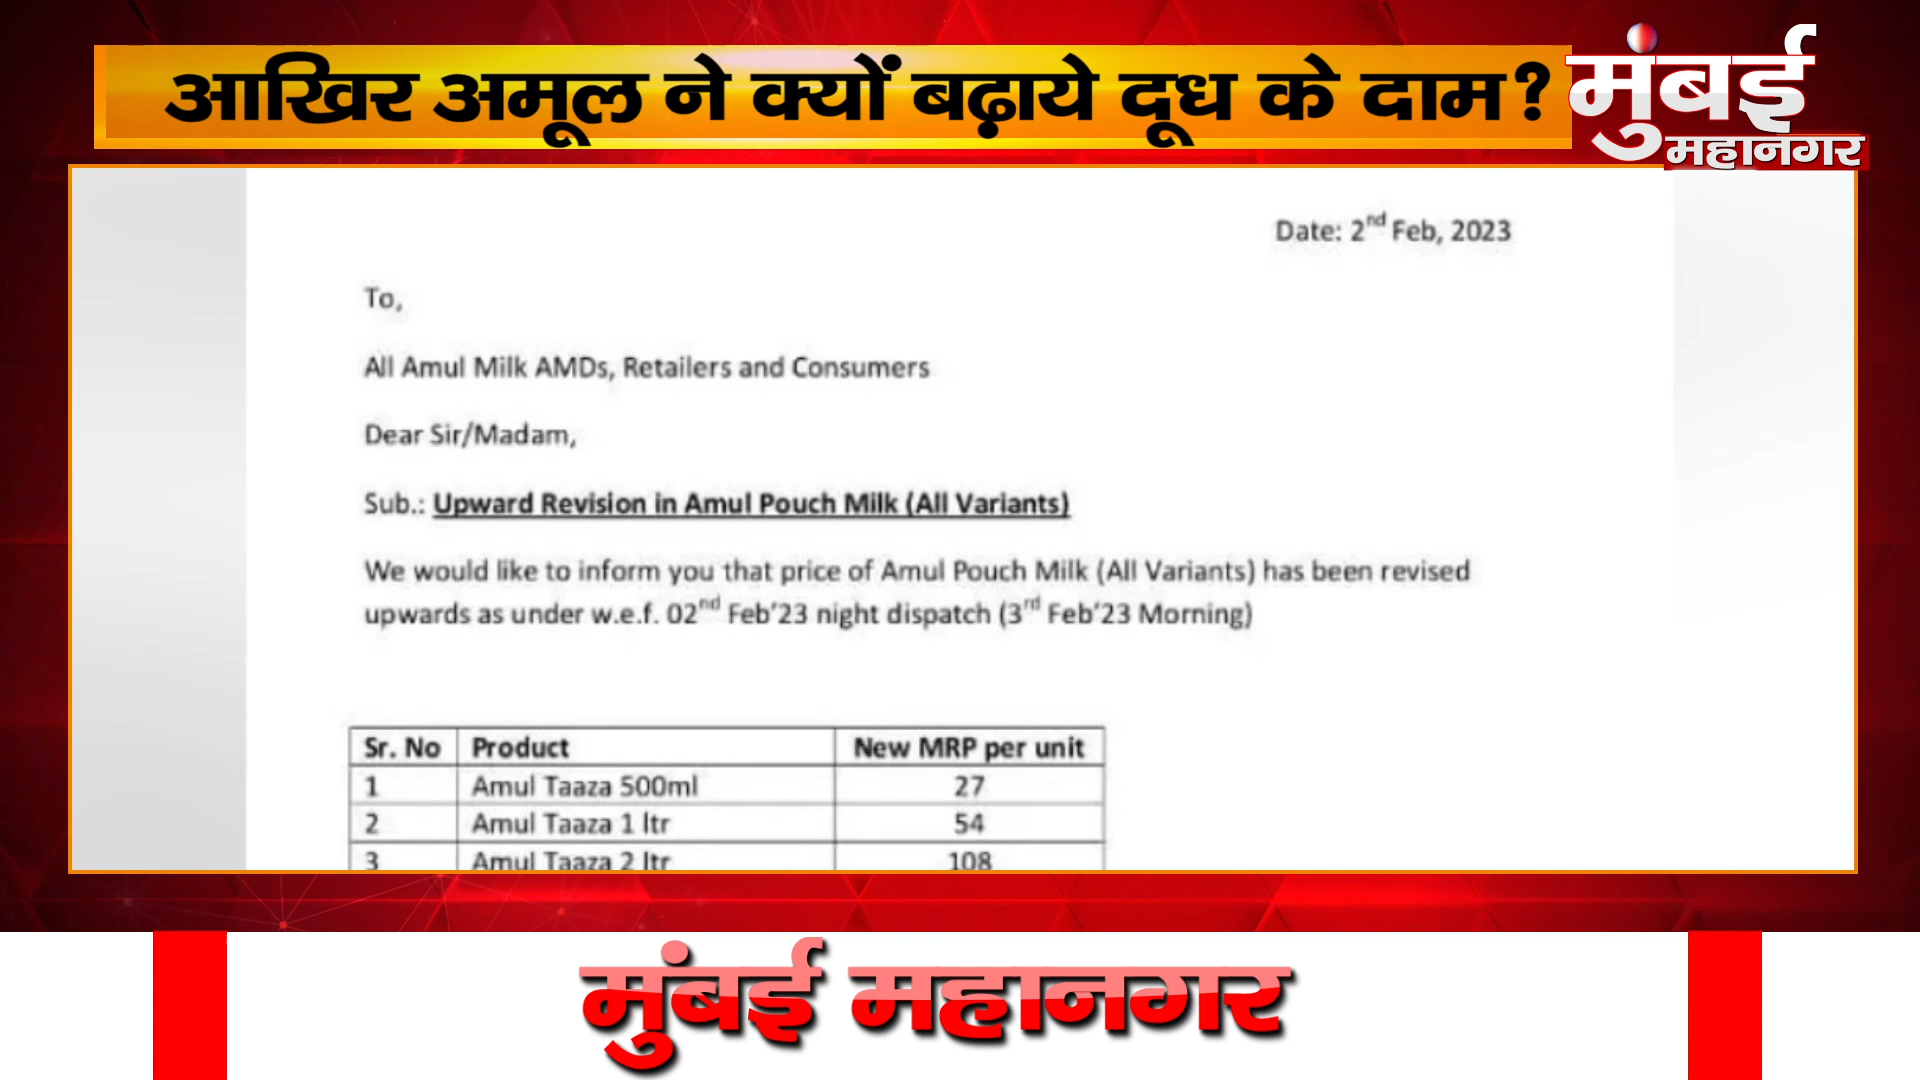 आखिर अमूल ने क्यों बढ़ाये दूध के दाम?
मुंबई
महानगर
Date: 2nd Feb, 2023
To,
All Amul Milk AMDs, Retailers and Consumers
Dear Sir/Madam,
Sub.: Upward Revision in Amul Pouch Milk (All Variants)
We would like to inform you that price of Amul Pouch Milk (All Variants) has been revised
upwards as under w.e.f. 02nd Feb'23 night dispatch (3rd Feb'23 Morning)
Sr. No Product New MRP per unit
1 Amul Taaza 500ml 27
2 Amul Taaza 1 ltr 54
3 Amul Taaza 2 ltr 108
मुंबई महानगर